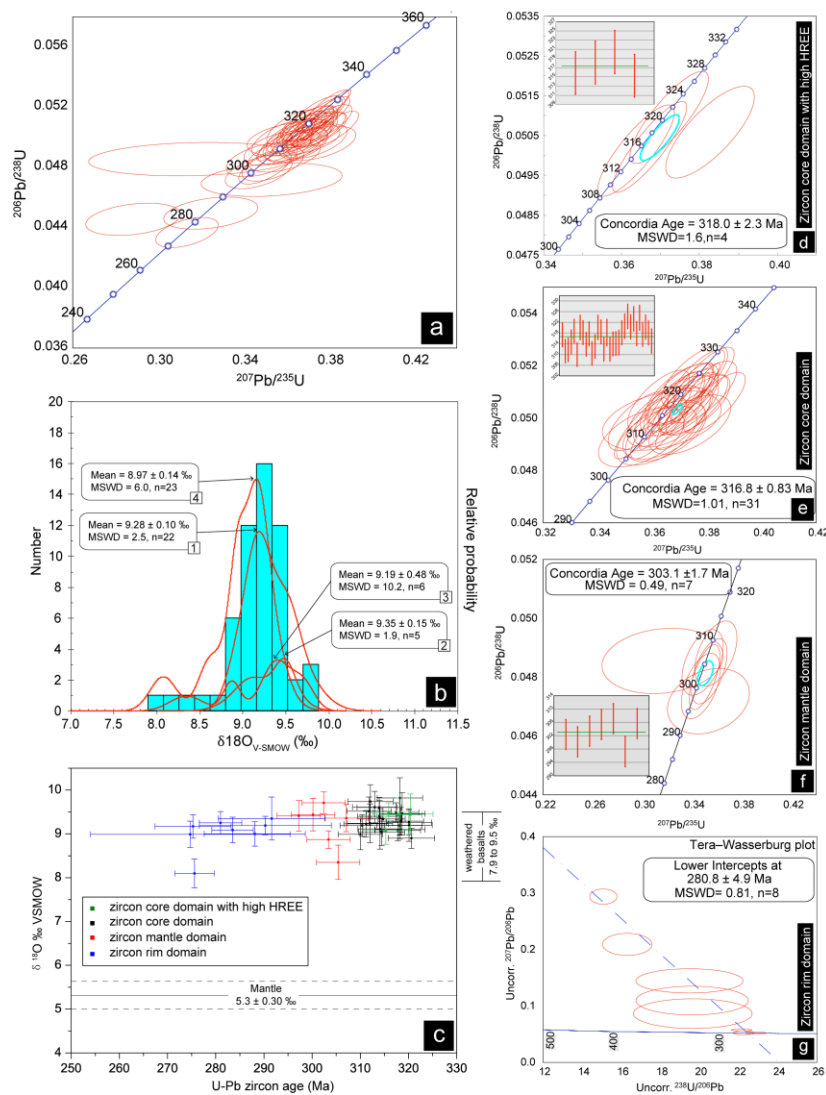 0.056
0.052
0.048
0.044
0.040
0.036
0.26
0.30
0.34
0.38
0.42
206Pb/238U
207Pb/235U
240
260
280
300
320
340
360
a
20
18
16
14
12
10
8
6
4
2
0
Number
Relative probability
Mean = 8.97 ± 0.14 ‰
MSWD = 6.0, n=23
4
Mean = 9.28 ± 0.10 ‰
MSWD = 2.5, n=22
1
Mean = 9.19 ± 0.48 ‰
MSWD = 10.2, n=6
3
Mean = 9.35 ± 0.15 ‰
MSWD = 1.9, n=5
2
b
7.0
7.5
8.0
8.5
9.0
9.5
10.0
10.5
11.0
11.5
δ18OV-SMOW (‰)
10
9
8
7
6
5
4
δ 18O ‰ VSMOW
weathered
basalts
7.9 to 9.5 ‰
zircon core domain with high HREE
zircon core domain
zircon mantle domain
zircon rim domain
Mantle
5.3 ± 0.30 ‰
c
250
260
270
280
290
300
310
320
330
U-Pb zircon age (Ma)
0.0535
0.0525
0.0515
0.0505
0.0495
0.0485
0.0475
206Pb/238U
300
304
308
312
316
320
324
328
332
Concordia Age = 318.0 ± 2.3 Ma
MSWD=1.6,n=4
Zircon core domain with high HREE
d
0.34
0.36
0.38
0.40
207Pb/235U
0.054
0.052
0.050
0.048
0.046
206Pb/238U
290
300
310
320
330
340
Concordia Age = 316.8 ± 0.83 Ma
MSWD=1.01, n=31
Zircon core domain
e
0.32
0.34
0.36
0.38
0.40
0.42
207Pb/235U
0.052
0.050
0.048
0.046
0.044
206Pb/238U
Concordia Age = 303.1 ±1.7 Ma
MSWD = 0.49, n=7
280
290
300
310
320
Zircon mantle domain
f
0.22
0.26
0.30
0.34
0.38
0.42
207Pb/235U
0.4
0.3
0.2
0.1
0.0
Uncorr. 207Pb/206Pb
Tera–Wasserburg plot
Lower Intercepts at
280.8 ± 4.9 Ma
MSWD= 0.81, n=8
500
400
300
Zircon rim domain
g
12
14
16
18
20
22
24
26
Uncorr. 238U/206Pb